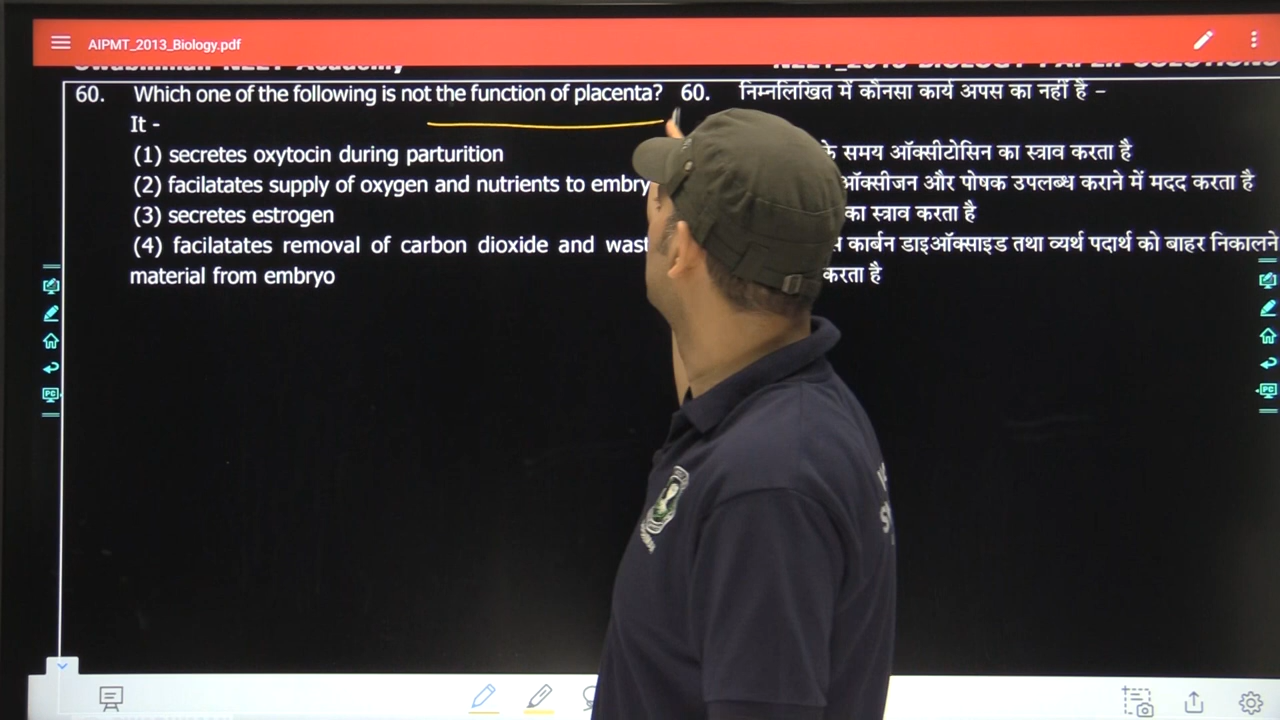 AIPMT_2013_Biology.pdf
60. Which one of the following is not the function of placenta?
It -
(1) secretes oxytocin during parturition
(2) facilatates supply of oxygen and nutrients to embry
(3) secretes estrogen
(4) facilatates removal of carbon dioxide and wast
material from embryo
60. निम्नलिखित में कौनसा कार्य अपस का नहीं है –
के समय ऑक्सीटोसिन का स्त्राव करता है
ऑक्सीजन और पोषक उपलब्ध कराने में मदद करता है
का स्त्राव करता है
कार्बन डाइऑक्साइड तथा व्यर्थ पदार्थ को बाहर निकालने
करता है
PC
PC